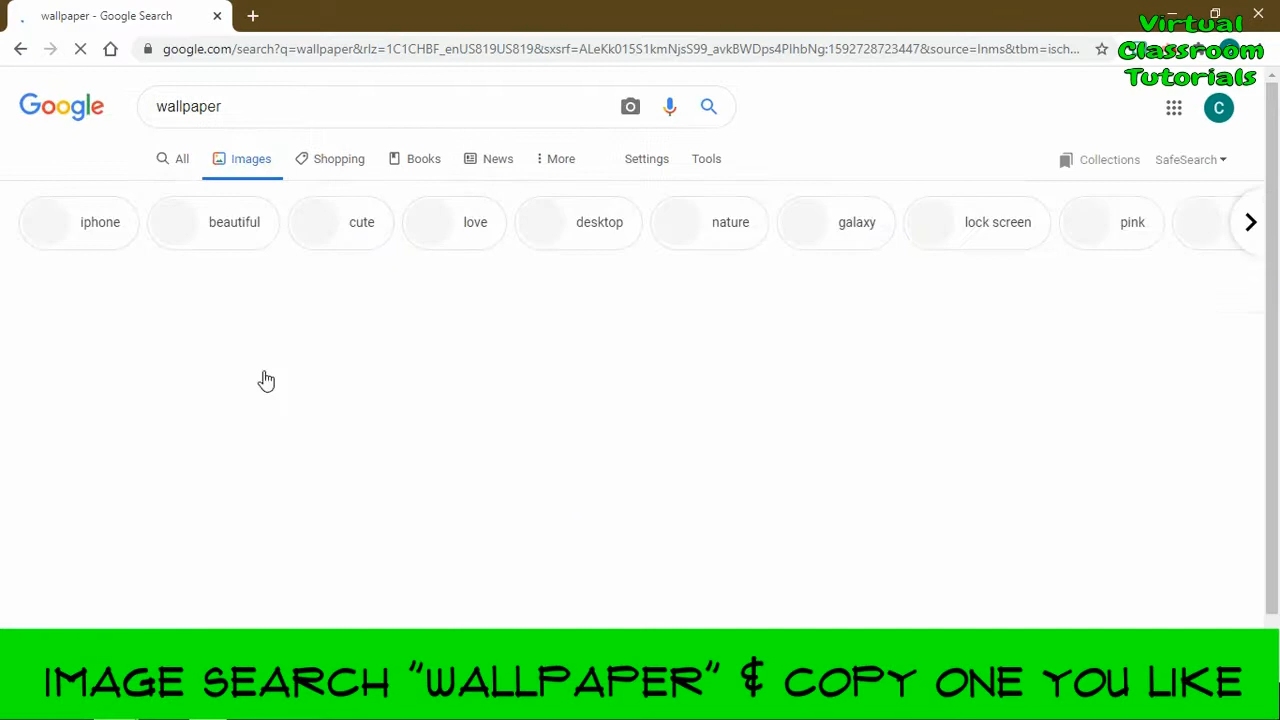 wallpaper - Google Search
google.com/search?q=wallpaper&rlz=1C1CHBF_enUS819US819&sxsrf=ALeKk015S1kmNjsS99_avkBWDps4PIhbNg:1592728723447&source=lnms&tbm=isch...
Virtual
Classroom
Tutorials
Google
wallpaper
C
All
Images
Shopping
Books
News
More
Settings
Tools
Collections
SafeSearch
iphone
beautiful
cute
love
desktop
nature
galaxy
lock screen
pink
IMAGE SEARCH "WALLPAPER" & COPY ONE YOU LIKE